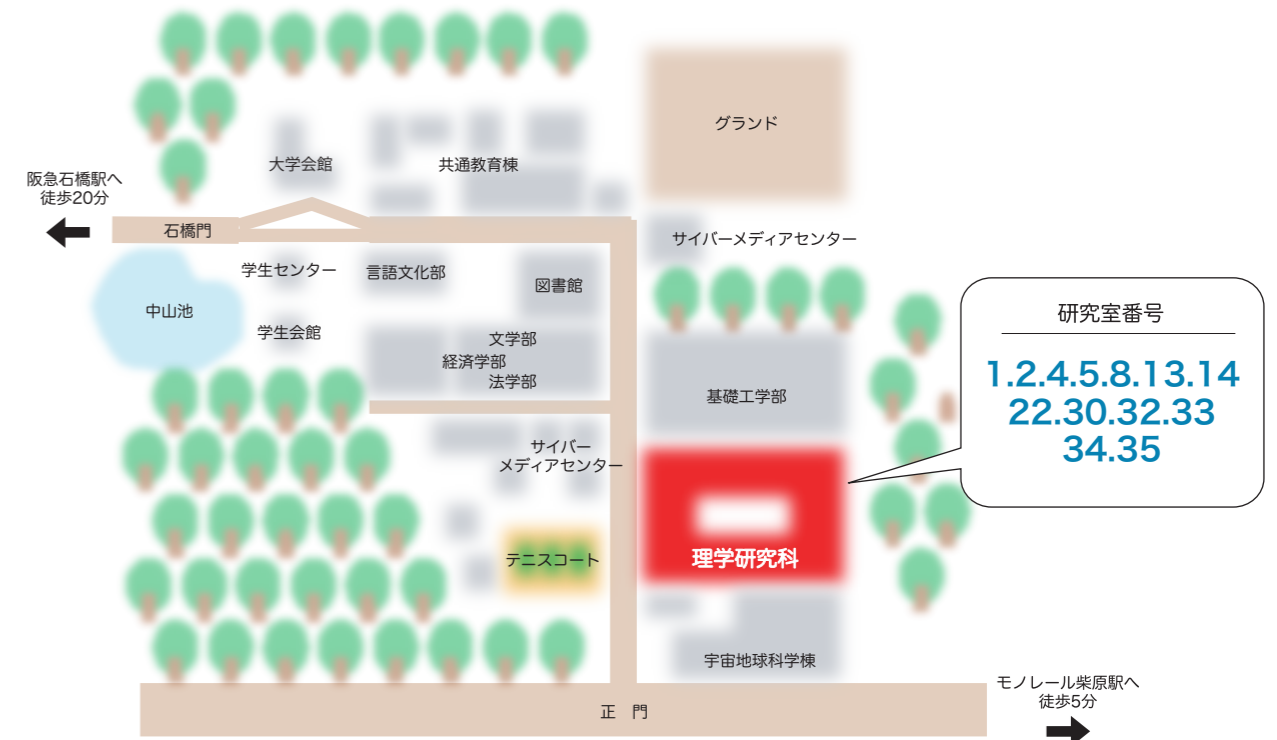 グランド
大学会館
共通教育棟
阪急石橋駅へ
徒歩20分
石橋門
サイバーメディアセンター
学生センター
言語文化部
図書館
中山池
学生会館
文学部
経済学部
法学部
基礎工学部
研究室番号
1.2.4.5.8.13.14
22.30.32.33
34.35
サイバー
メディアセンター
テニスコート
理学研究科
宇宙地球科学棟
モノレール柴原駅へ
徒歩5分
正　門